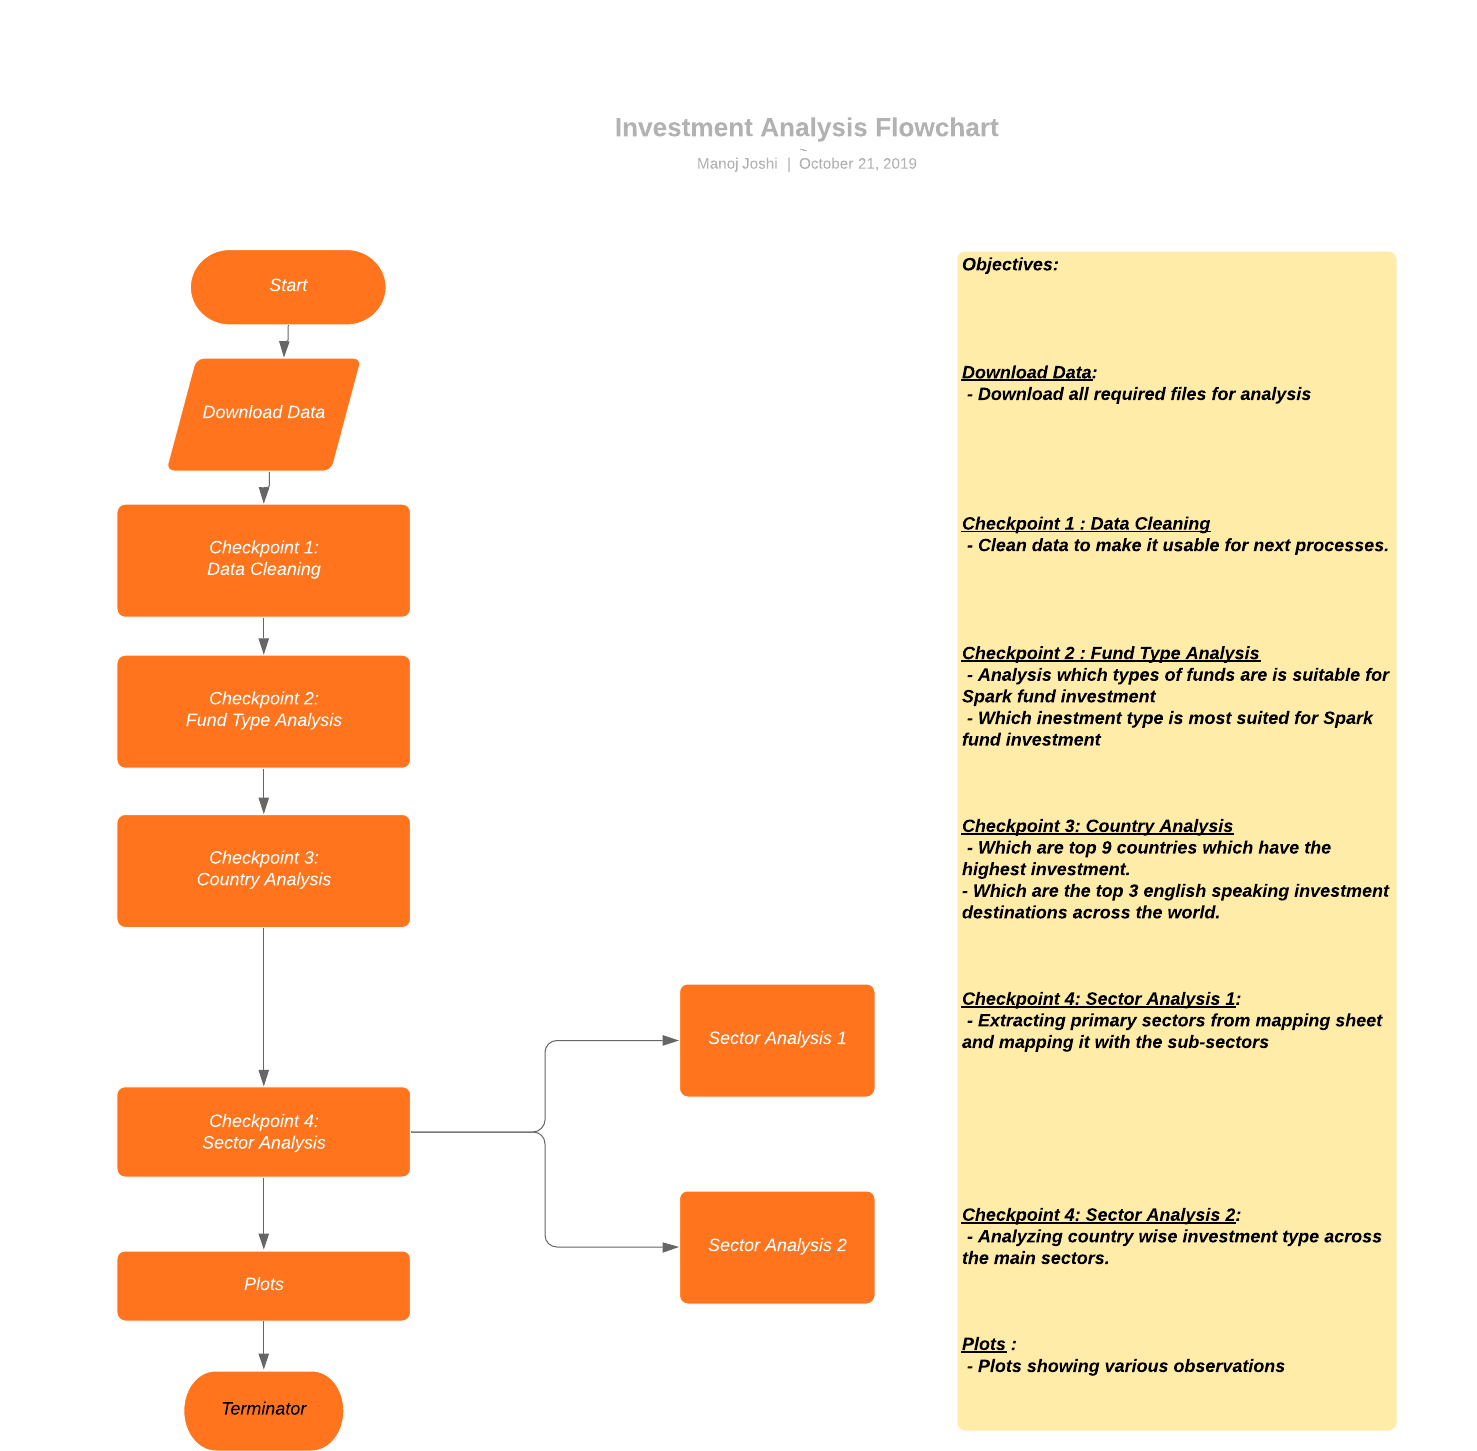 Investment Analysis Flowchart
~
Manoj Joshi | October 21, 2019
Start
Download Data
Checkpoint 1:
Data Cleaning
Checkpoint 2:
Fund Type Analysis
Checkpoint 3:
Country Analysis
Checkpoint 4:
Sector Analysis
Sector Analysis 1
Sector Analysis 2
Plots
Terminator
Objectives:
Download Data:
- Download all required files for analysis
Checkpoint 1 : Data Cleaning
- Clean data to make it usable for next processes.
Checkpoint 2 : Fund Type Analysis
- Analysis which types of funds are is suitable for
Spark fund investment
- Which inestment type is most suited for Spark
fund investment
Checkpoint 3: Country Analysis
- Which are top 9 countries which have the
highest investment.
- Which are the top 3 english speaking investment
destinations across the world.
Checkpoint 4: Sector Analysis 1:
- Extracting primary sectors from mapping sheet
and mapping it with the sub-sectors
Checkpoint 4: Sector Analysis 2:
- Analyzing country wise investment type across
the main sectors.
Plots :
- Plots showing various observations